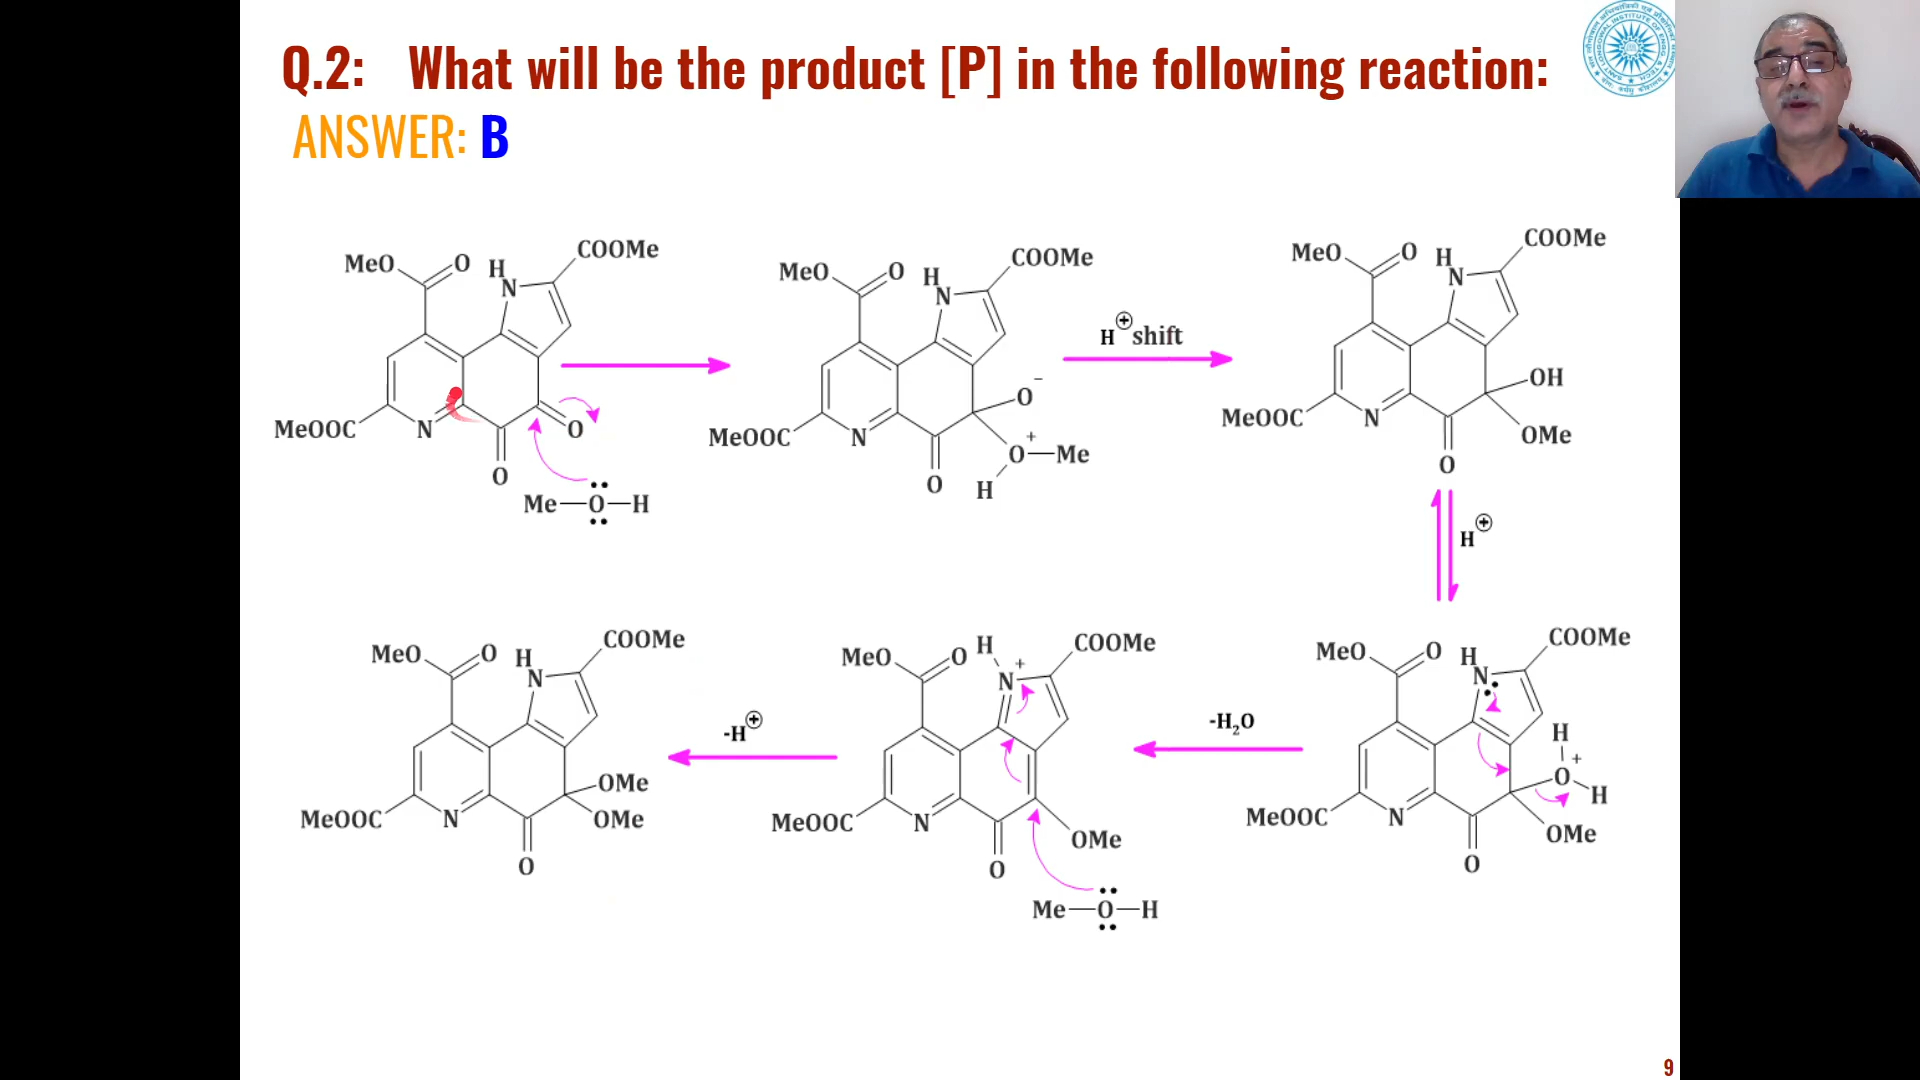 Q.2: What will be the product [P] in the following reaction:
ANSWER: B
MeO O H N COOMe
MeOOC N O O
Me—O—H
MeO O H N COOMe
MeOOC N O O⁻
O⁺—Me
H
H⊕ shift
MeO O H N COOMe
MeOOC N O OH
OMe
H⊕
MeO O H N COOMe
MeOOC N O H
O⁺
H
OMe
-H₂O
MeO O H N⁺ COOMe
MeOOC N O OMe
Me—O—H
-H⊕
MeO O H N COOMe
MeOOC N O OMe
OMe
9